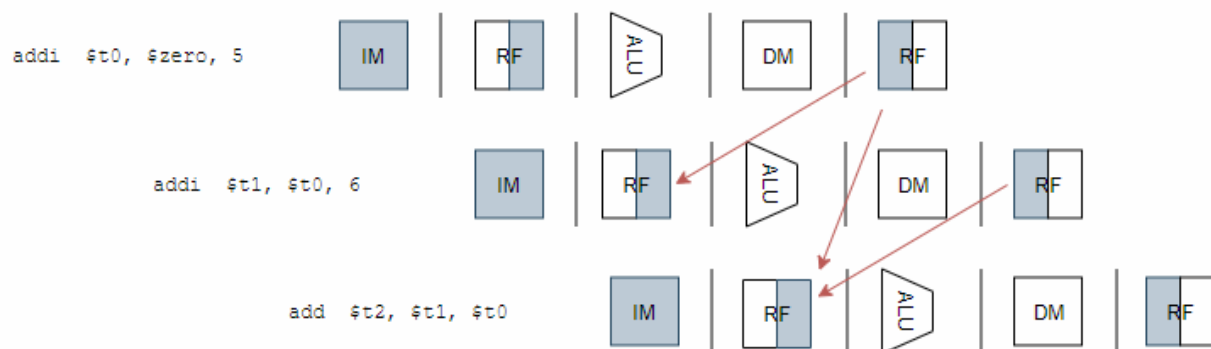 addi $t0, $zero, 5 IM RF ALU DM RF
addi $t1, $t0, 6 IM RF ALU DM RF
add $t2, $t1, $t0 IM RF ALU DM RF